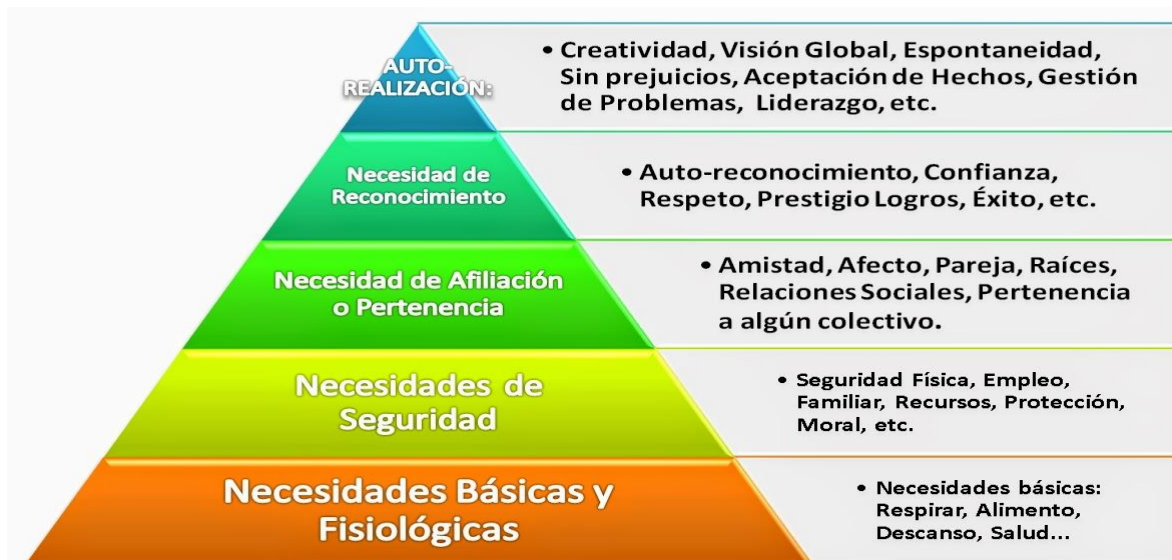 AUTO-
REALIZACIÓN:
• Creatividad, Visión Global, Espontaneidad,
Sin prejuicios, Aceptación de Hechos, Gestión
de Problemas, Liderazgo, etc.
Necesidad de
Reconocimiento
• Auto-reconocimiento, Confianza,
Respeto, Prestigio Logros, Éxito, etc.
Necesidad de Afiliación
o Pertenencia
• Amistad, Afecto, Pareja, Raíces,
Relaciones Sociales, Pertenencia
a algún colectivo.
Necesidades de
Seguridad
• Seguridad Física, Empleo,
Familiar, Recursos, Protección,
Moral, etc.
Necesidades Básicas y
Fisiológicas
• Necesidades básicas:
Respirar, Alimento,
Descanso, Salud...